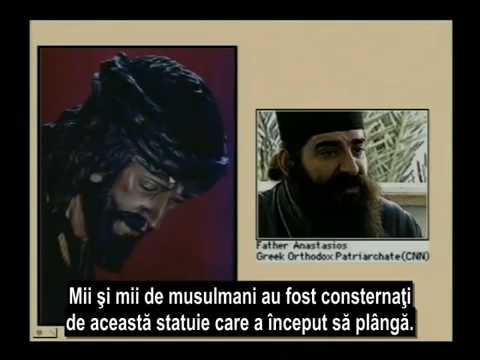 Father Anastasios
Greek Orthodox Patriarchate(CNN)
Mii şi mii de musulmani au fost consternaţi
de această statuie care a început să plângă.